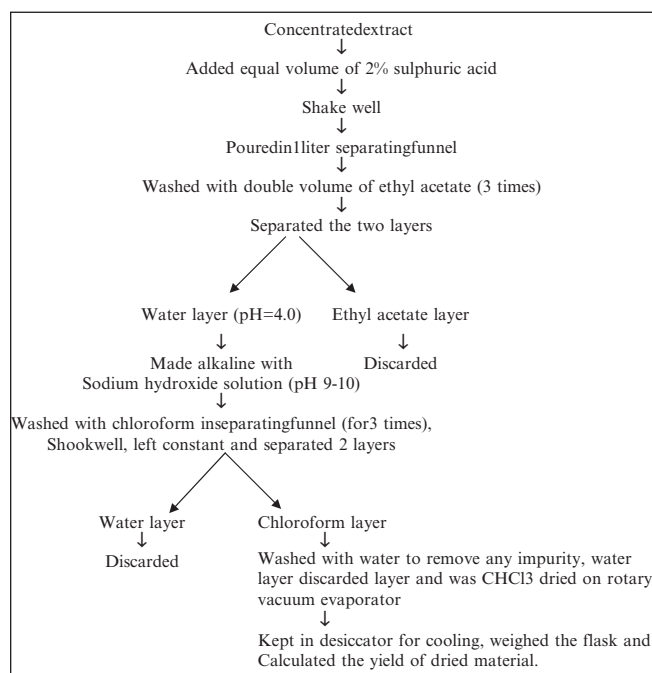 Concentratedextract
↓
Added equal volume of 2% sulphuric acid
↓
Shake well
↓
Pouredin1liter separatingfunnel
↓
Washed with double volume of ethyl acetate (3 times)
↓
Separated the two layers
Water layer (pH=4.0)
↓
Made alkaline with
Sodium hydroxide solution (pH 9-10)
↓
Ethyl acetate layer
↓
Discarded
Washed with chloroform inseparatingfunnel (for3 times),
Shookwell, left constant and separated 2 layers
Water layer
↓
Discarded
Chloroform layer
↓
Washed with water to remove any impurity, water
layer discarded layer and was CHCl3 dried on rotary
vacuum evaporator
↓
Kept in desiccator for cooling, weighed the flask and
Calculated the yield of dried material.